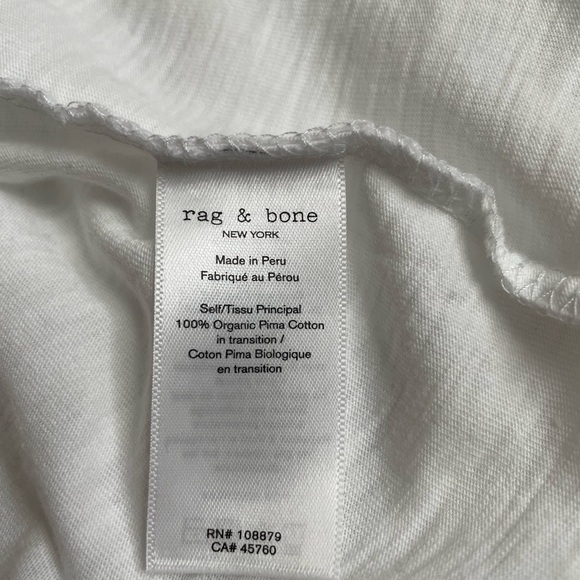 rag & bone
NEW YORK
Made in Peru
Fabriqué au Pérou
Self/Tissu Principal
100% Organic Pima Cotton
in transition /
Coton Pima Biologique
en transition
RN# 108879
CA# 45760